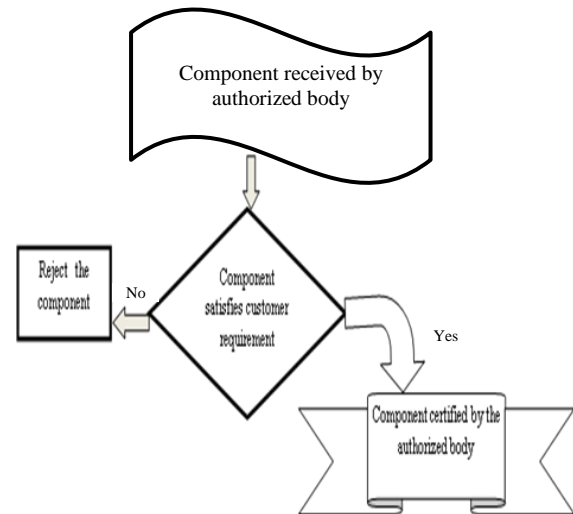 Component received by
authorized body
Component
satisfies customer
requirement
No
Reject the
component
Yes
Component certified by the
authorized body